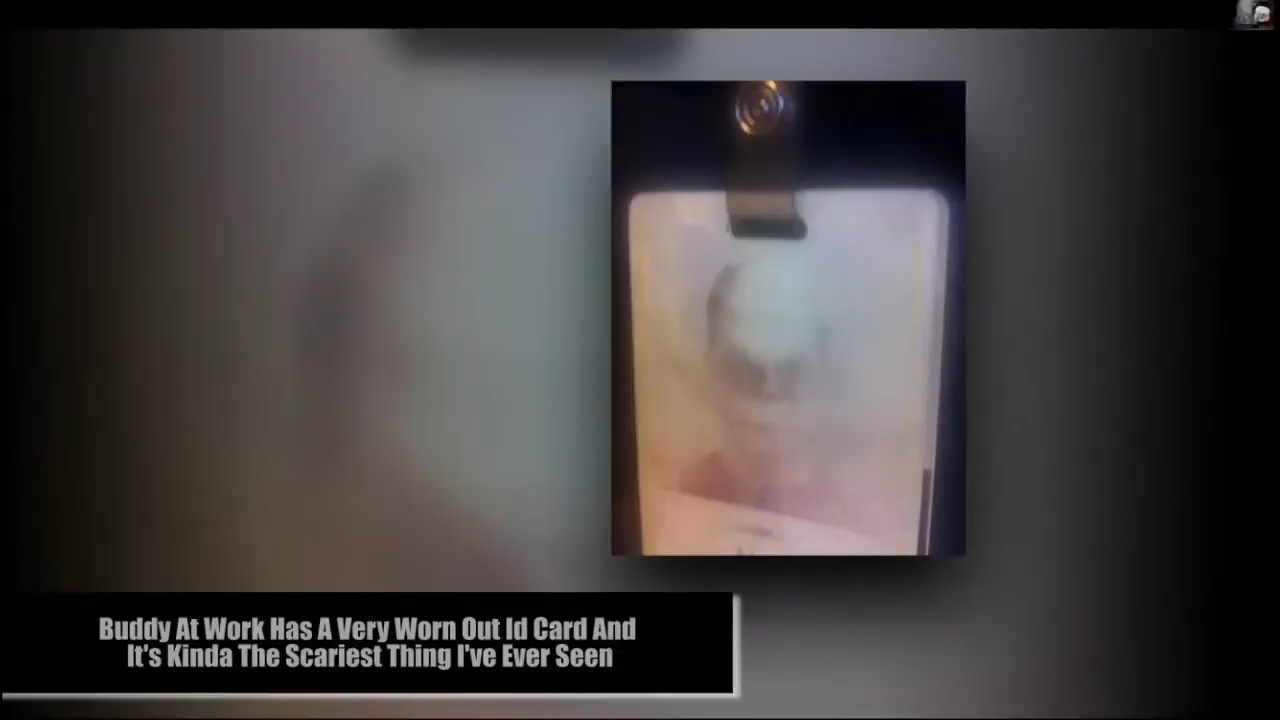 Buddy At Work Has A Very Worn Out Id Card And
It's Kinda The Scariest Thing I've Ever Seen